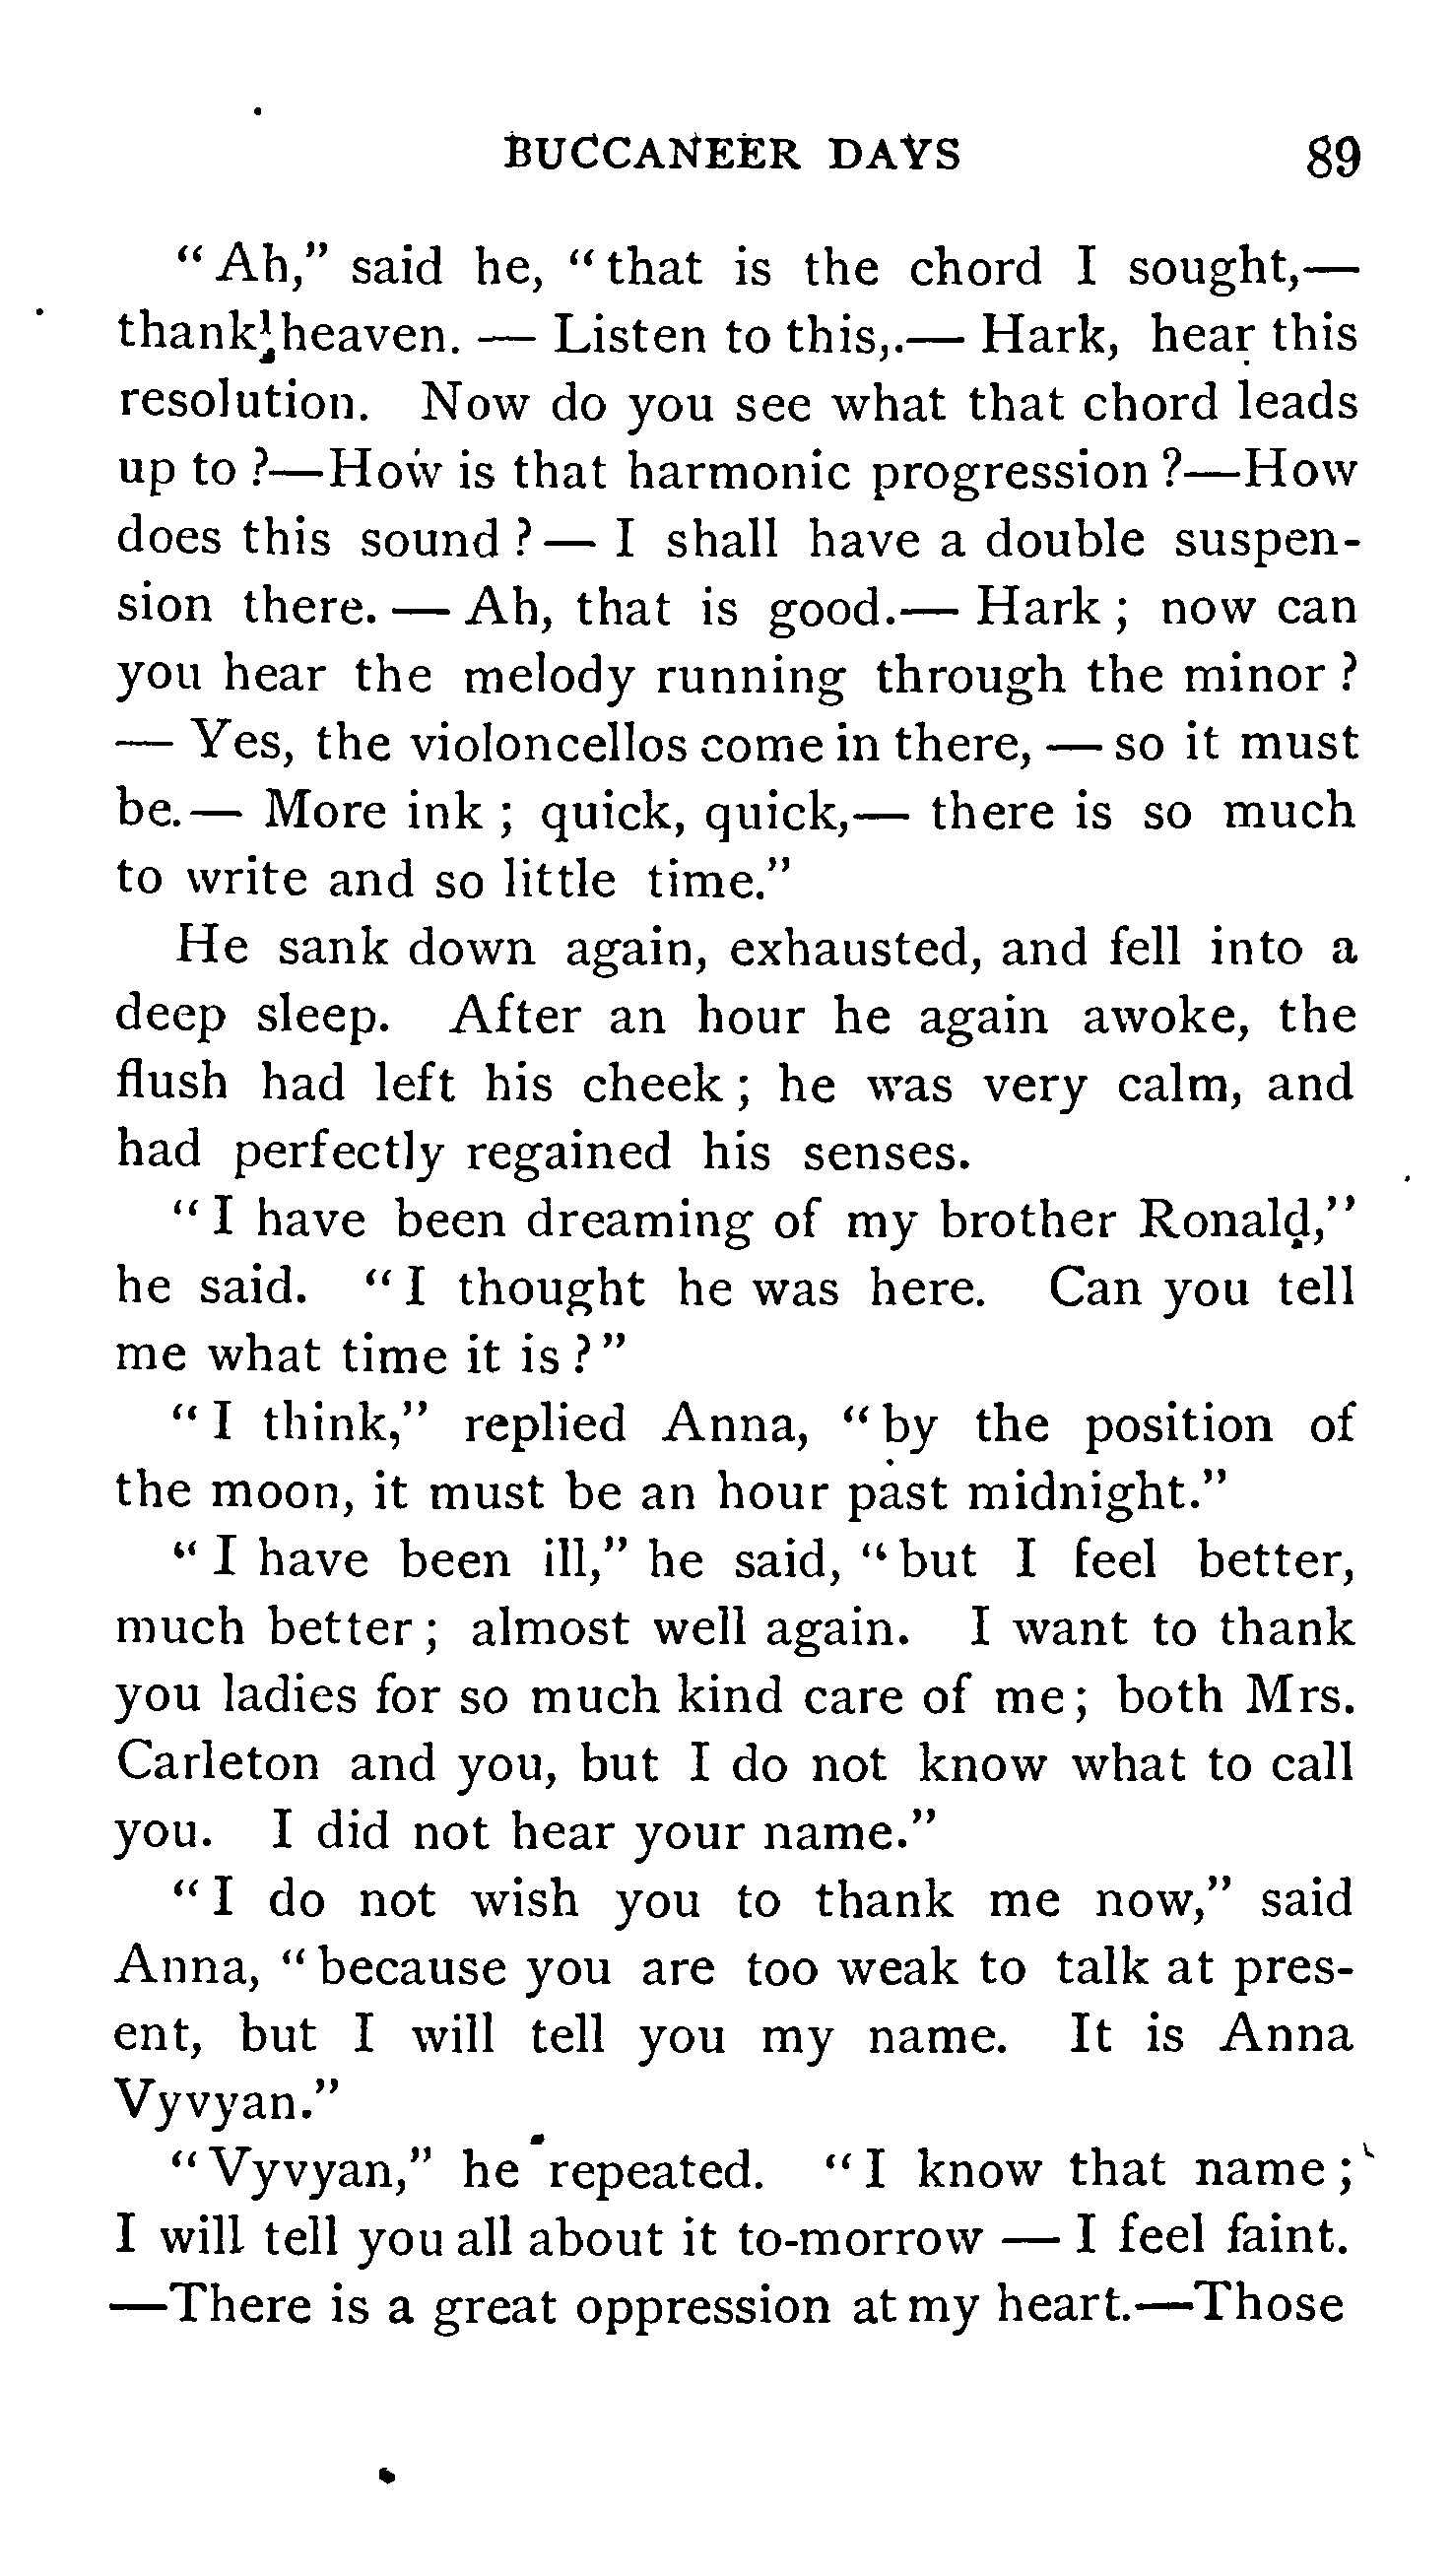 BUCCANEER DAYS 89
"Ah," said he, "that is the chord I sought,—
thank heaven. — Listen to this,.— Hark, hear this
resolution. Now do you see what that chord leads
up to ?—How is that harmonic progression ?—How
does this sound ? — I shall have a double suspen-
sion there. — Ah, that is good.— Hark ; now can
you hear the melody running through the minor ?
— Yes, the violoncellos come in there, — so it must
be.— More ink ; quick, quick,— there is so much
to write and so little time."
He sank down again, exhausted, and fell into a
deep sleep. After an hour he again awoke, the
flush had left his cheek ; he was very calm, and
had perfectly regained his senses.
"I have been dreaming of my brother Ronald,"
he said. "I thought he was here. Can you tell
me what time it is ?"
"I think," replied Anna, "by the position of
the moon, it must be an hour past midnight."
"I have been ill," he said, "but I feel better,
much better ; almost well again. I want to thank
you ladies for so much kind care of me ; both Mrs.
Carleton and you, but I do not know what to call
you. I did not hear your name."
"I do not wish you to thank me now," said
Anna, "because you are too weak to talk at pres-
ent, but I will tell you my name. It is Anna
Vyvyan."
"Vyvyan," he repeated. "I know that name ;
I will tell you all about it to-morrow — I feel faint.
—There is a great oppression at my heart.—Those